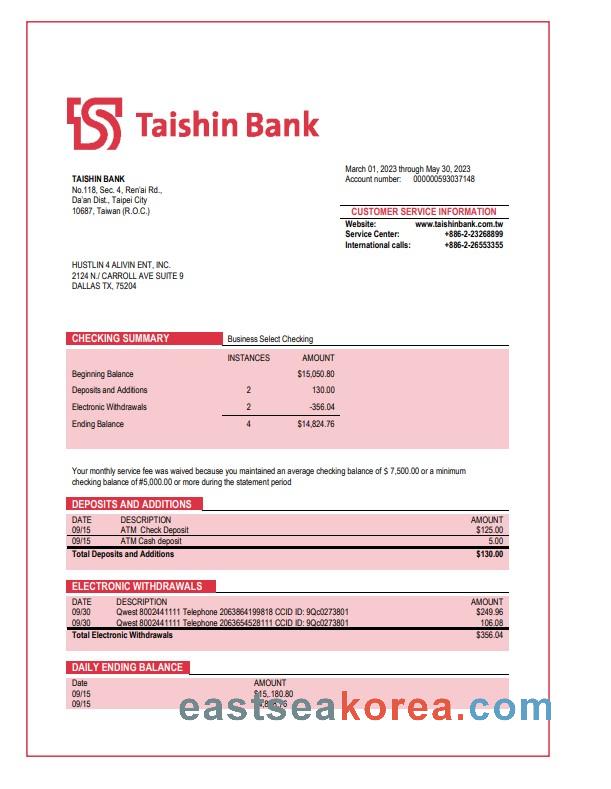 Taishin Bank
March 01, 2023 through May 30, 2023
Account number: 000000593037148
TAISHIN BANK
No.118, Sec. 4, Ren'ai Rd.,
Da'an Dist., Taipei City
10687, Taiwan (R.O.C.)
CUSTOMER SERVICE INFORMATION
Website: www.taishinbank.com.tw
Service Center: +886-2-23268899
International calls: +886-2-26553355
HUSTLIN 4 ALIVIN ENT, INC.
2124 N./ CARROLL AVE SUITE 9
DALLAS TX, 75204
CHECKING SUMMARY Business Select Checking
INSTANCES AMOUNT
Beginning Balance $15,050.80
Deposits and Additions 2 130.00
Electronic Withdrawals 2 -356.04
Ending Balance 4 $14,824.76
Your monthly service fee was waived because you maintained an average checking balance of $ 7,500.00 or a minimum
checking balance of #5,000.00 or more during the statement period
DEPOSITS AND ADDITIONS
DATE DESCRIPTION AMOUNT
09/15 ATM Check Deposit $125.00
09/15 ATM Cash deposit 5.00
Total Deposits and Additions $130.00
ELECTRONIC WITHDRAWALS
DATE DESCRIPTION AMOUNT
09/30 Qwest 8002441111 Telephone 2063864199818 CCID ID: 9Qc0273801 $249.96
09/30 Qwest 8002441111 Telephone 2063654528111 CCID ID: 9Qc0273801 106.08
Total Electronic Withdrawals $356.04
DAILY ENDING BALANCE
Date AMOUNT
09/15 $15,.180.80
09/15
eastseakorea.com